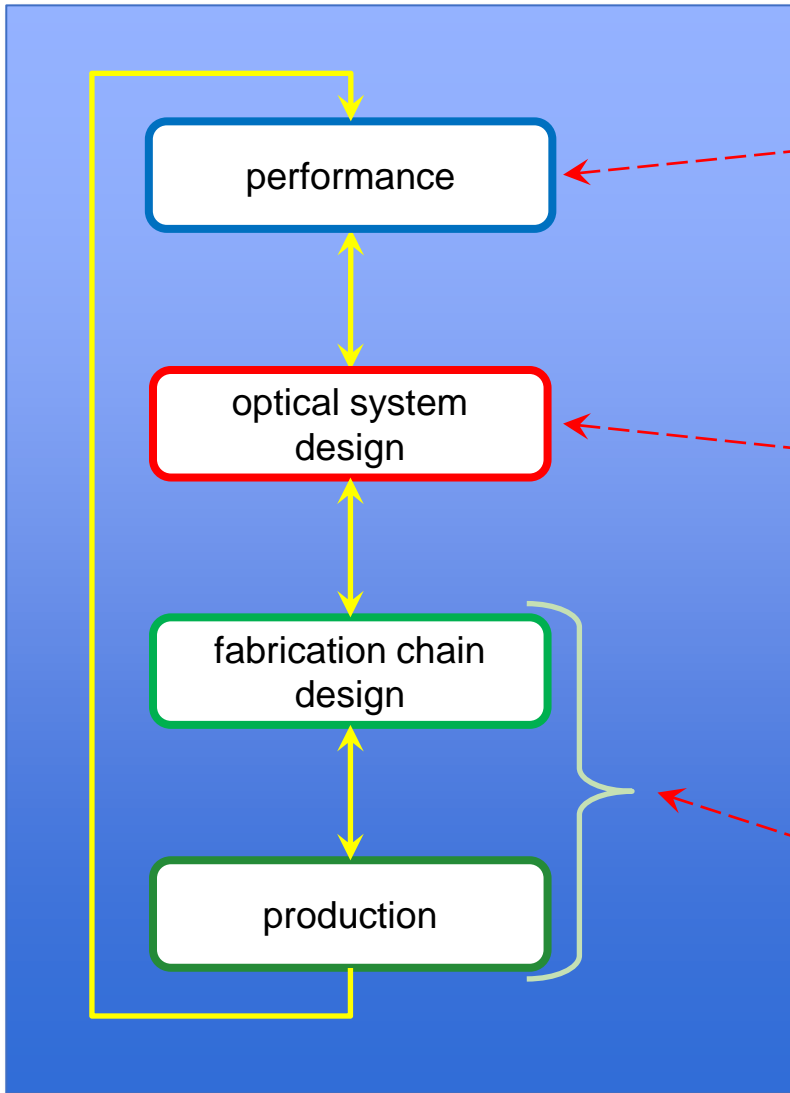 performance
optical system
design
fabrication chain
design
production